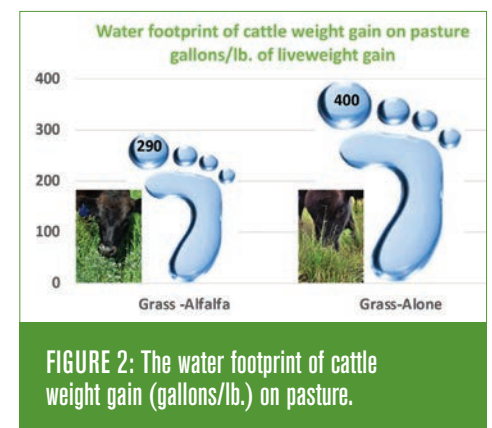 Water footprint of cattle weight gain on pasture
gallons/lb. of liveweight gain
400
300
200
100
0
290
400
Grass -Alfalfa
Grass-Alone
FIGURE 2: The water footprint of cattle
weight gain (gallons/lb.) on pasture.